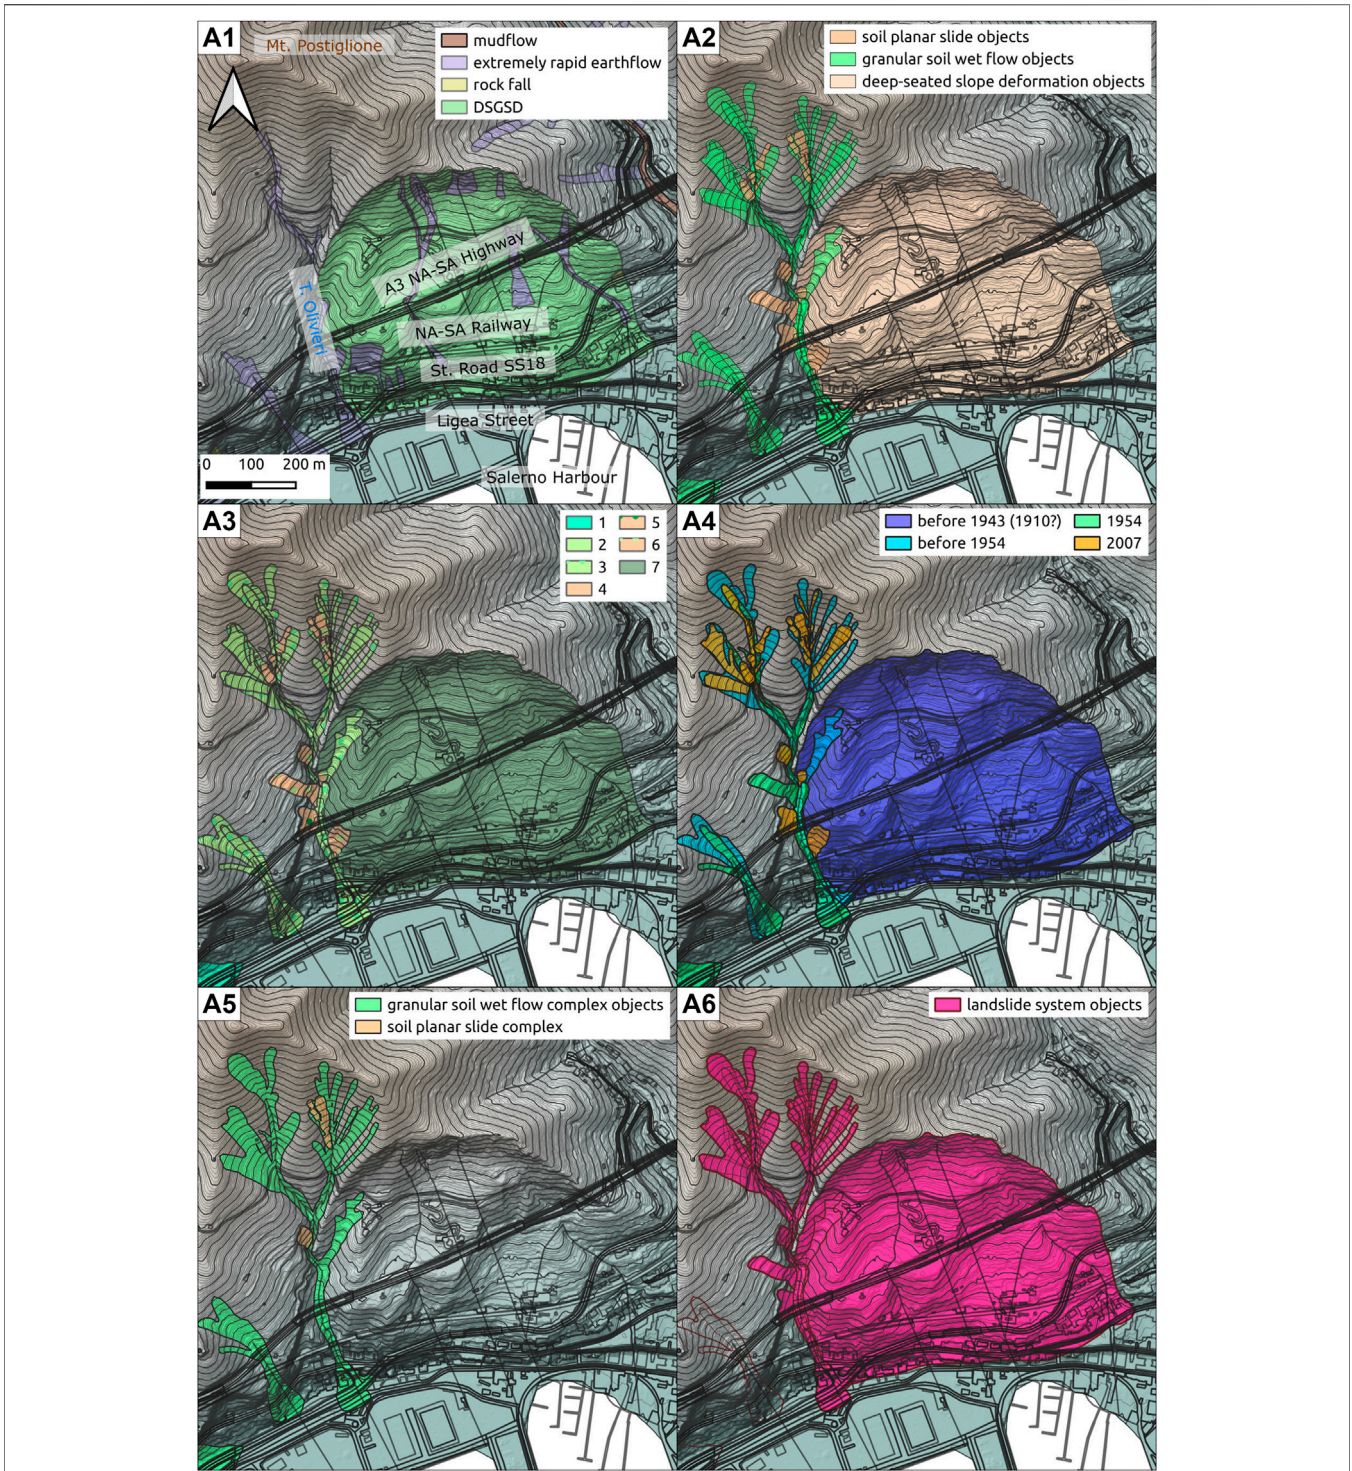 A1
Mt. Postiglione
mudflow
extremely rapid earthflow
rock fall
DSGSD
T. Olivieri
A3 NA-SA Highway
NA-SA Railway
St. Road SS18
Ligea Street
Salerno Harbour
0 100 200 m
A2
soil planar slide objects
granular soil wet flow objects
deep-seated slope deformation objects
A3
1 5
2 6
3 7
4
A4
before 1943 (1910?) 1954
before 1954 2007
A5
granular soil wet flow complex objects
soil planar slide complex
A6
landslide system objects